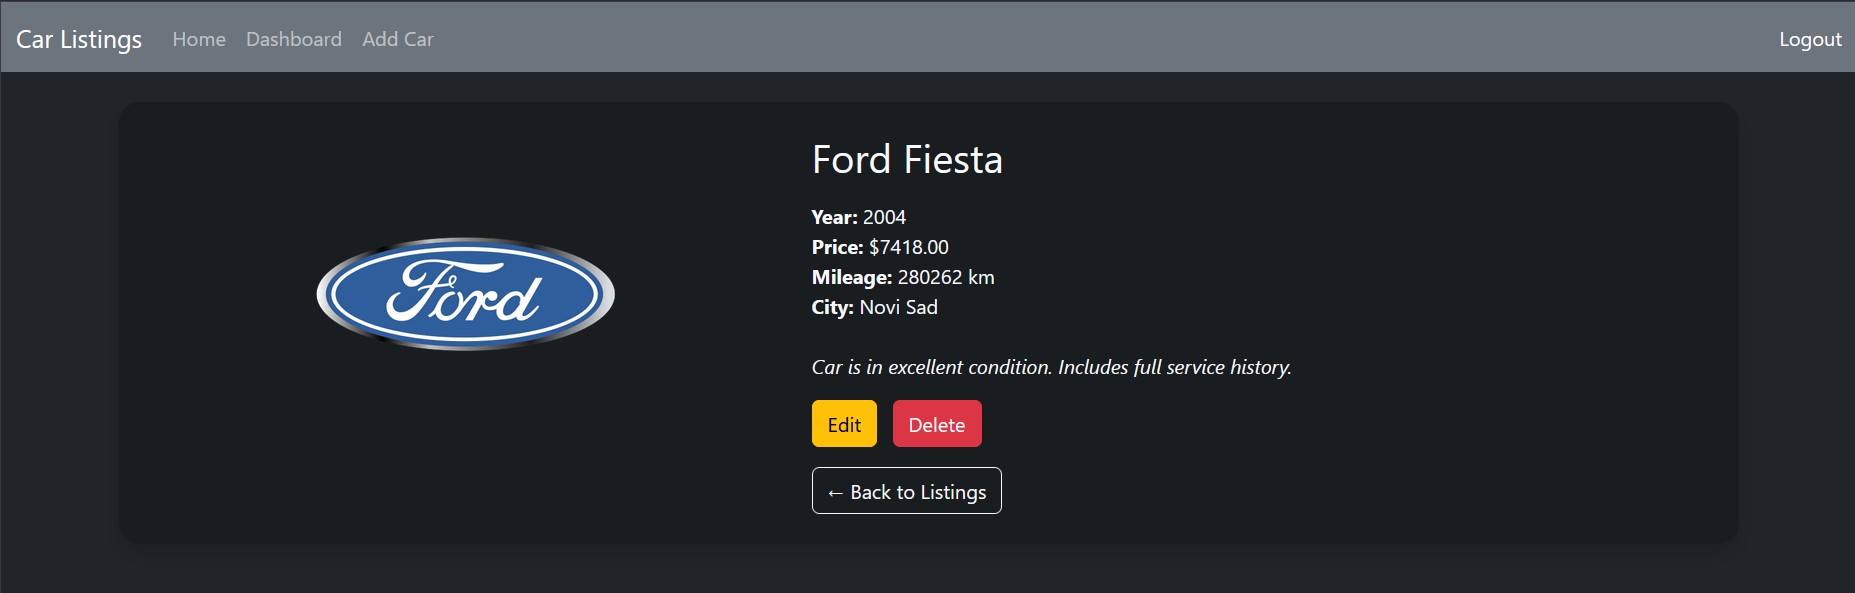 Car Listings Home Dashboard Add Car Logout
Ford Fiesta
Ford
Year: 2004
Price: $7418.00
Mileage: 280262 km
City: Novi Sad
Car is in excellent condition. Includes full service history.
Edit Delete
← Back to Listings